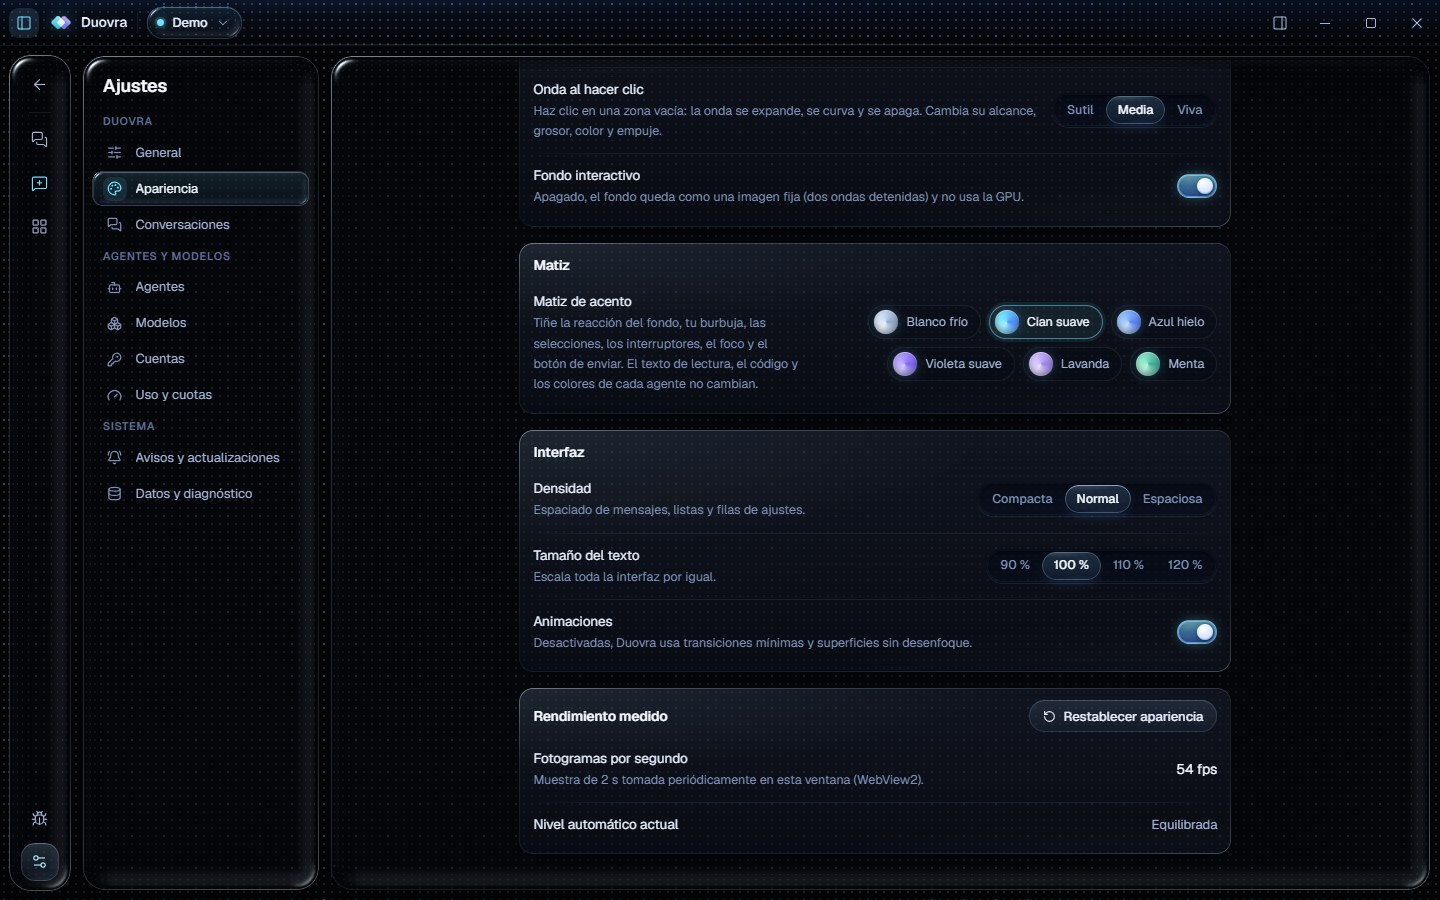 Duovra
Demo
Ajustes
DUOVRA
General
Apariencia
Conversaciones
AGENTES Y MODELOS
Agentes
Modelos
Cuentas
Uso y cuotas
SISTEMA
Avisos y actualizaciones
Datos y diagnóstico
Onda al hacer clic
Haz clic en una zona vacía: la onda se expande, se curva y se apaga. Cambia su alcance,
grosor, color y empuje.
Sutil Media Viva
Fondo interactivo
Apagado, el fondo queda como una imagen fija (dos ondas detenidas) y no usa la GPU.
Matiz
Matiz de acento
Tiñe la reacción del fondo, tu burbuja, las
selecciones, los interruptores, el foco y el
botón de enviar. El texto de lectura, el código y
los colores de cada agente no cambian.
Blanco frío Cian suave Azul hielo
Violeta suave Lavanda Menta
Interfaz
Densidad
Espaciado de mensajes, listas y filas de ajustes.
Compacta Normal Espaciosa
Tamaño del texto
Escala toda la interfaz por igual.
90 % 100 % 110 % 120 %
Animaciones
Desactivadas, Duovra usa transiciones mínimas y superficies sin desenfoque.
Rendimiento medido
Restablecer apariencia
Fotogramas por segundo
Muestra de 2 s tomada periódicamente en esta ventana (WebView2).
54 fps
Nivel automático actual
Equilibrada